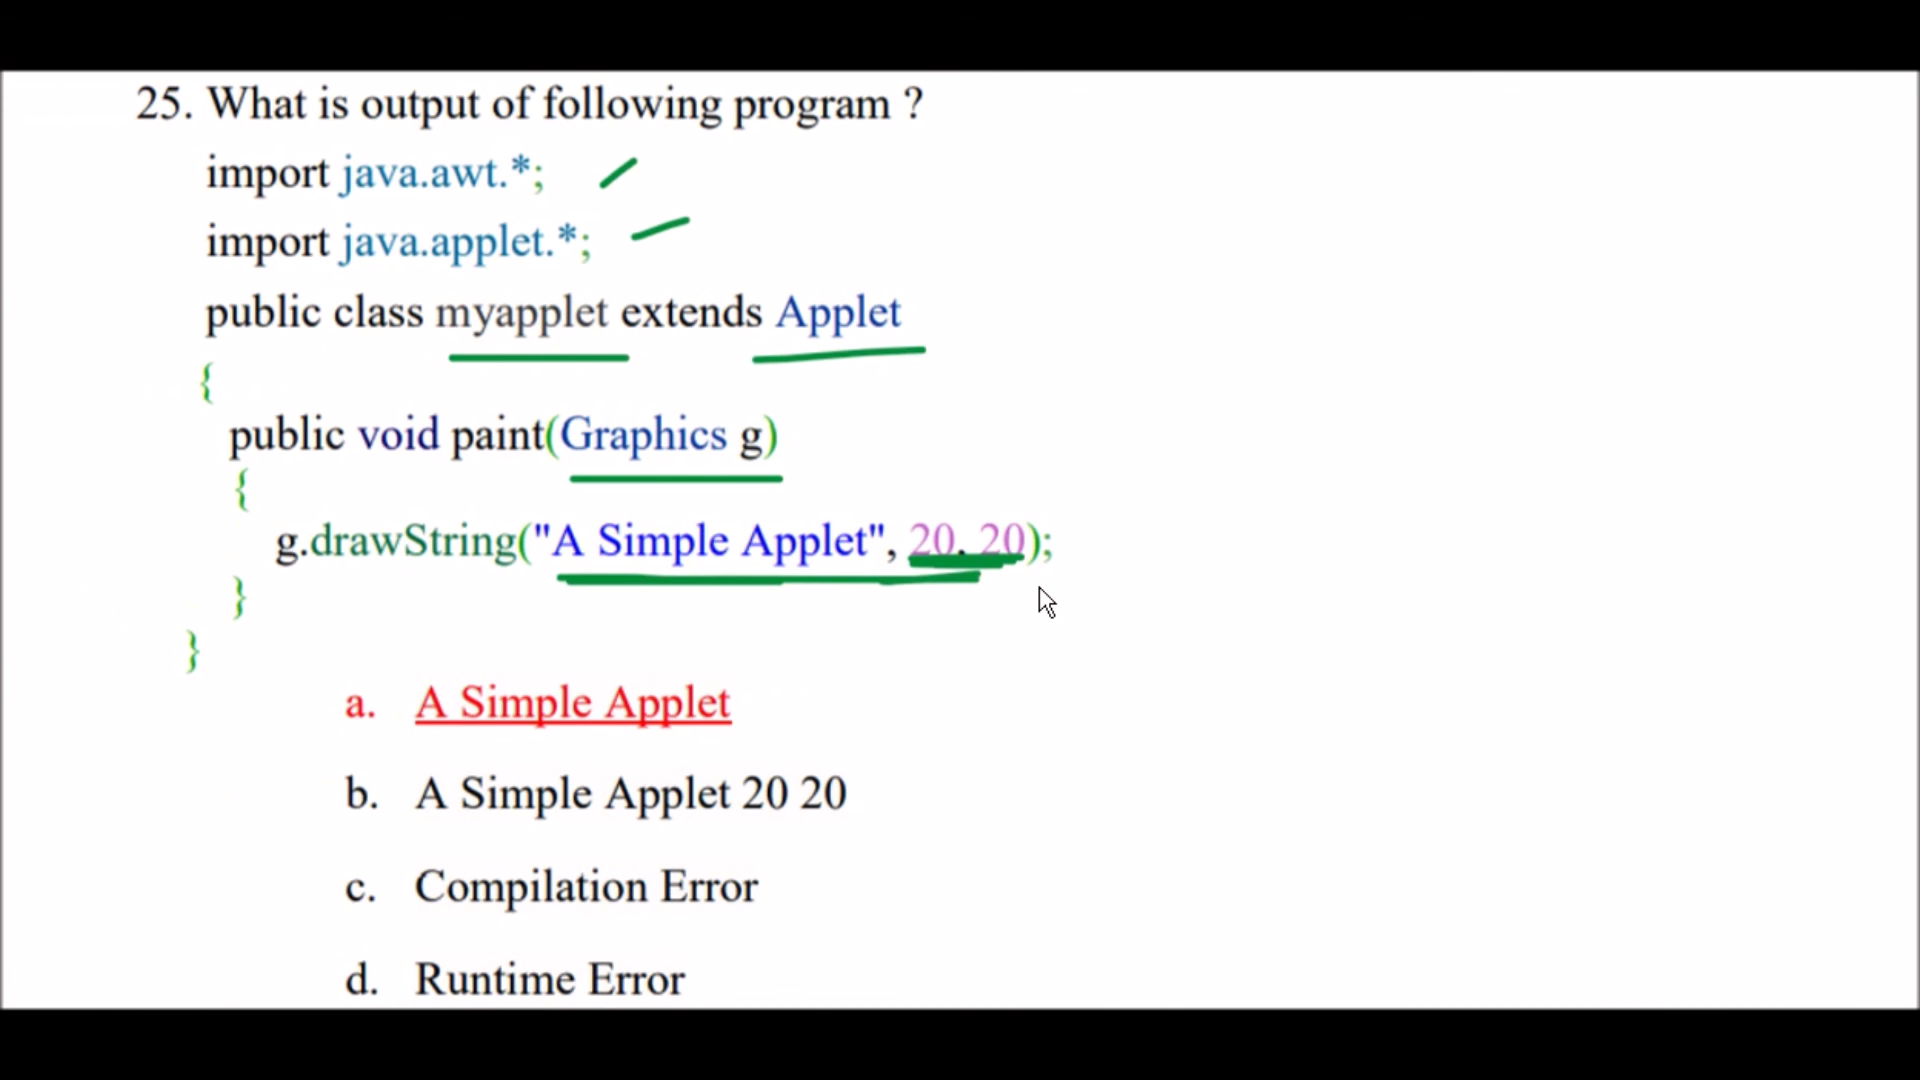 25. What is output of following program ?
import java.awt.*;
import java.applet.*;
public class myapplet extends Applet
{
public void paint(Graphics g)
{
g.drawString("A Simple Applet", 20, 20);
}
}
a. A Simple Applet
b. A Simple Applet 20 20
c. Compilation Error
d. Runtime Error